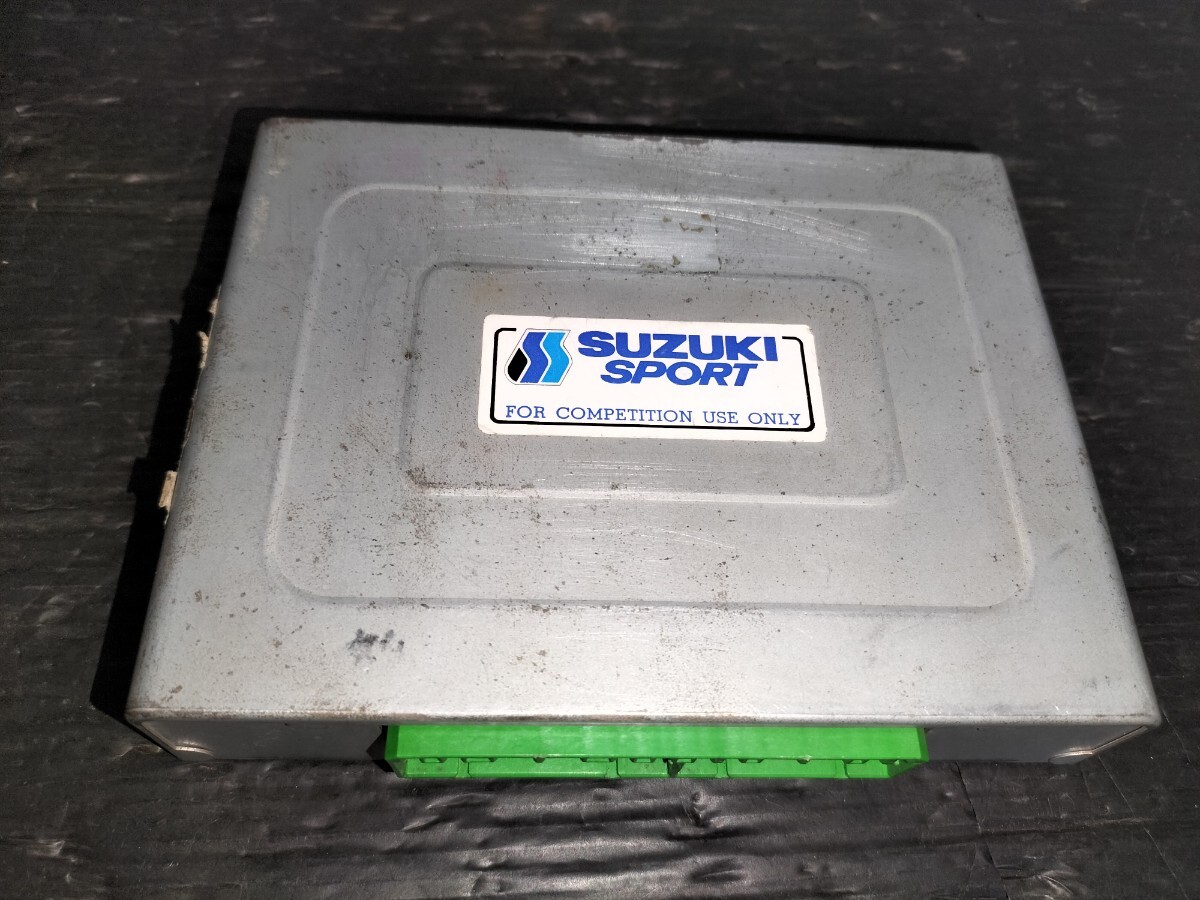 SUZUKI
SPORT
FOR COMPETITION USE ONLY